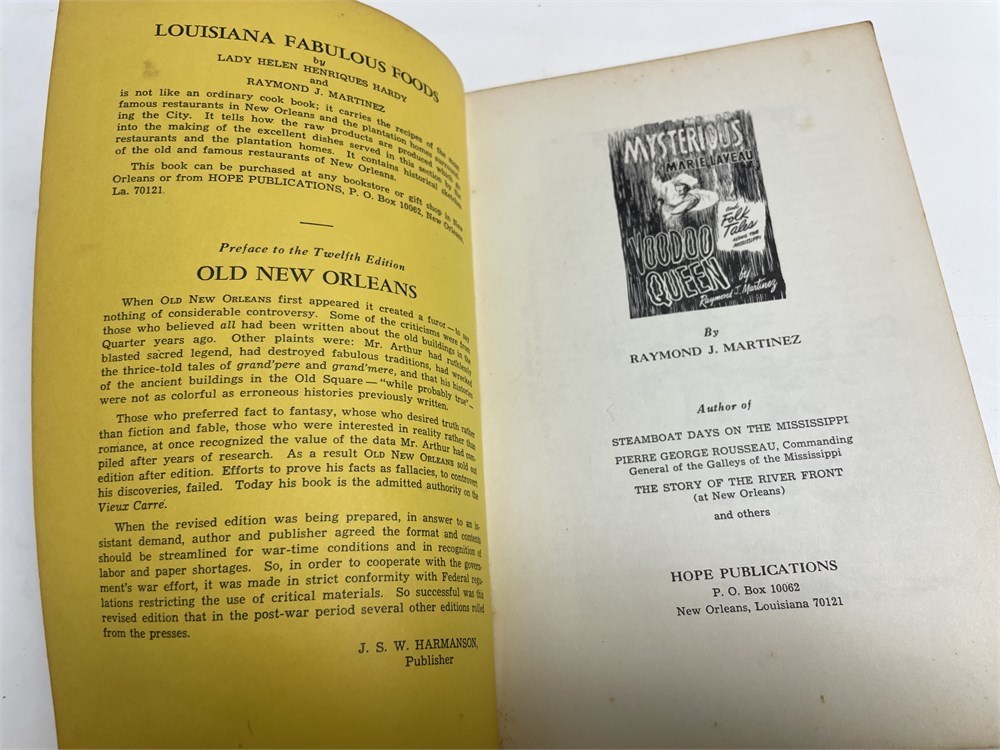 LOUISIANA FABULOUS FOODS
by
LADY HELEN HENRIQUES HARDY
and
RAYMOND J. MARTINEZ
is not like an ordinary cook book; it carries the recipes of the most
famous restaurants in New Orleans and the plantation homes surround-
ing the City. It tells how the raw products are produced which go
into the making of the excellent dishes served in this section by the
restaurants and the plantation homes. It contains historical sketches
of the old and famous restaurants of New Orleans.
This book can be purchased at any bookstore or gift shop in New
Orleans or from HOPE PUBLICATIONS, P. O. Box 10062, New Orleans,
La. 70121.
Preface to the Twelfth Edition
OLD NEW ORLEANS
When OLD NEW ORLEANS first appeared it created a furor — to say
nothing of considerable controversy. Some of the criticisms were from
those who believed all had been written about the old buildings in the
Quarter years ago. Other plaints were: Mr. Arthur had ruthlessly
blasted sacred legend, had destroyed fabulous traditions, had wrecked
the thrice-told tales of grand'pere and grand'mere, and that his histories
of the ancient buildings in the Old Square — "while probably true" —
were not as colorful as erroneous histories previously written.
Those who preferred fact to fantasy, whose who desired truth rather
than fiction and fable, those who were interested in reality rather than
romance, at once recognized the value of the data Mr. Arthur had com-
piled after years of research. As a result OLD NEW ORLEANS sold out
edition after edition. Efforts to prove his facts as fallacies, to controvert
his discoveries, failed. Today his book is the admitted authority on the
Vieux Carré.
When the revised edition was being prepared, in answer to an in-
sistant demand, author and publisher agreed the format and contents
should be streamlined for war-time conditions and in recognition of
labor and paper shortages. So, in order to cooperate with the govern-
ment's war effort, it was made in strict conformity with Federal regu-
lations restricting the use of critical materials. So successful was this
revised edition that in the post-war period several other editions rolled
from the presses.
J. S. W. HARMANSON,
Publisher
MYSTERIOUS
MARIE LAVEAU
VOODOO
QUEEN
and
Folk
Tales
ALONG THE
MISSISSIPPI
by
Raymond J. Martinez
By
RAYMOND J. MARTINEZ
Author of
STEAMBOAT DAYS ON THE MISSISSIPPI
PIERRE GEORGE ROUSSEAU, Commanding
General of the Galleys of the Mississippi
THE STORY OF THE RIVER FRONT
(at New Orleans)
and others
HOPE PUBLICATIONS
P. O. Box 10062
New Orleans, Louisiana 70121